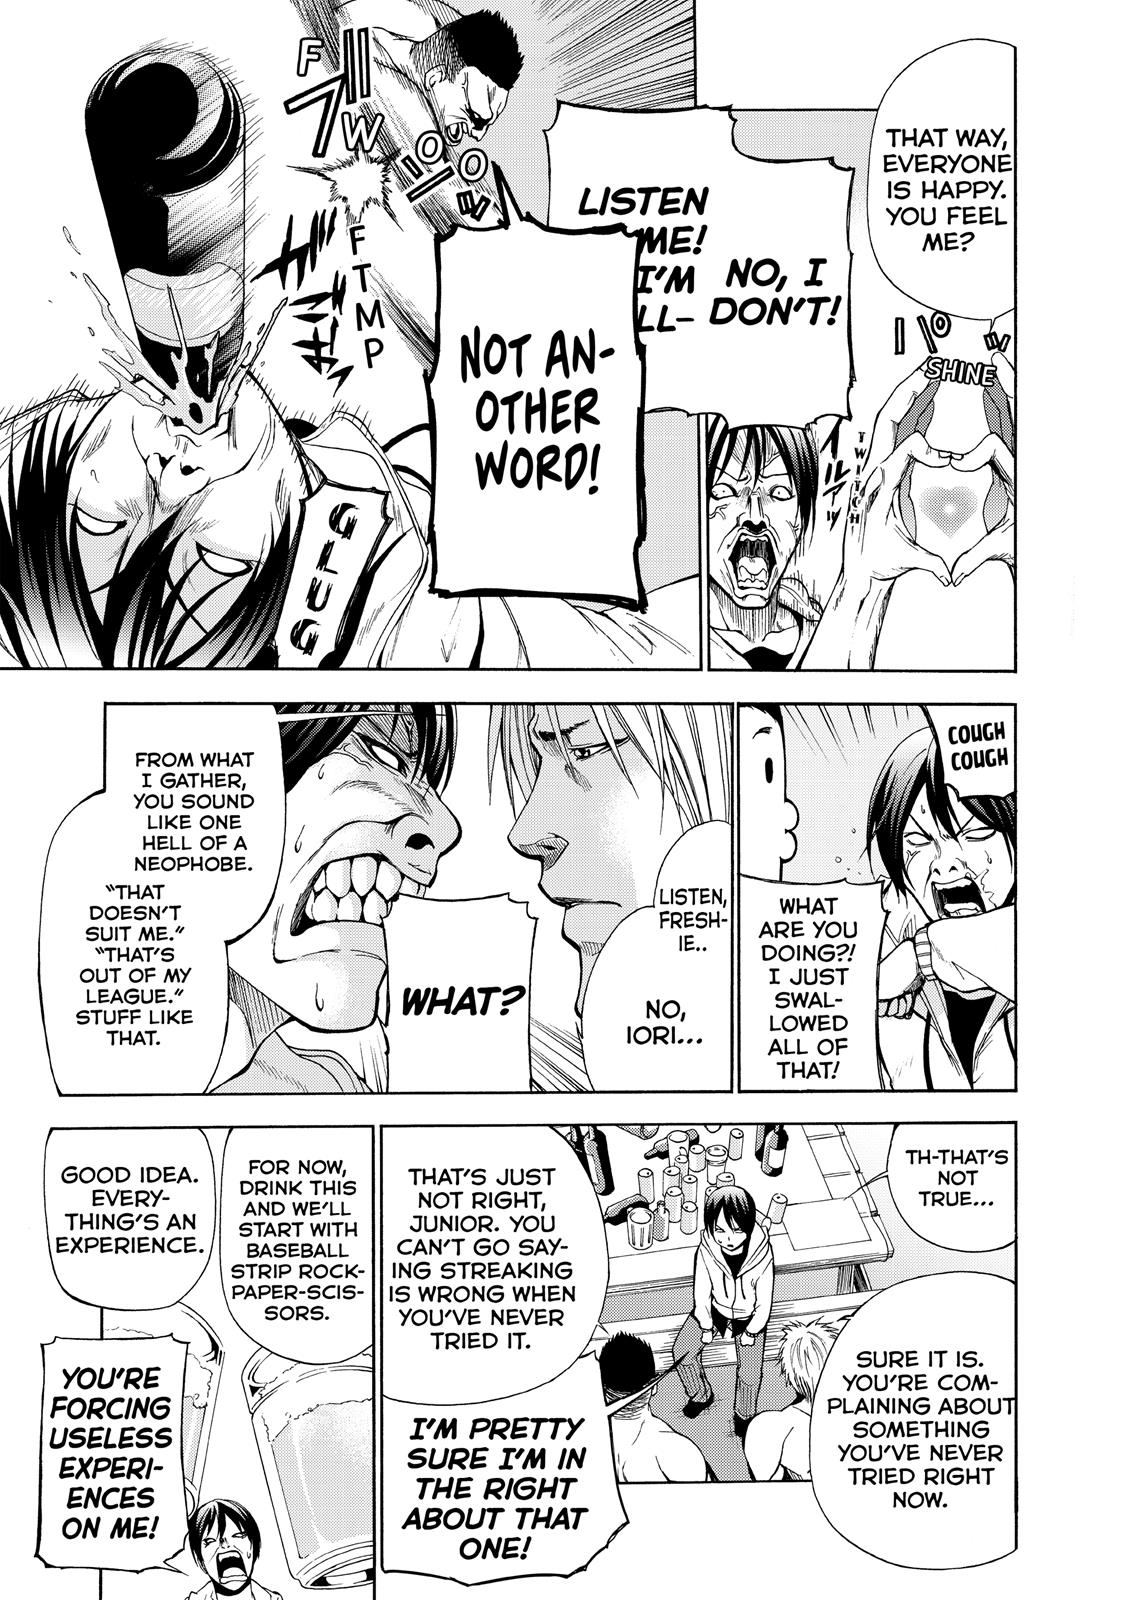 THAT WAY,
EVERYONE
IS HAPPY.
YOU FEEL
ME?
パァッ
SHINE
NO, I
DON'T!
TWITCH
LISTEN
ME!
I'M
LL–
NOT AN-
OTHER
WORD!
F
W
O
O
FTMP
GLUG
COUGH
COUGH
WHAT
ARE YOU
DOING?!
I JUST
SWAL-
LOWED
ALL OF
THAT!
LISTEN,
FRESH-
IE..
NO,
IORI...
WHAT?
FROM WHAT
I GATHER,
YOU SOUND
LIKE ONE
HELL OF A
NEOPHOBE.
"THAT
DOESN'T
SUIT ME."
"THAT'S
OUT OF MY
LEAGUE."
STUFF LIKE
THAT.
TH-THAT'S
NOT
TRUE...
SURE IT IS.
YOU'RE COM-
PLAINING ABOUT
SOMETHING
YOU'VE NEVER
TRIED RIGHT
NOW.
THAT'S JUST
NOT RIGHT,
JUNIOR. YOU
CAN'T GO SAY-
ING STREAKING
IS WRONG WHEN
YOU'VE NEVER
TRIED IT.
I'M PRETTY
SURE I'M IN
THE RIGHT
ABOUT THAT
ONE!
FOR NOW,
DRINK THIS
AND WE'LL
START WITH
BASEBALL
STRIP ROCK-
PAPER-SCIS-
SORS.
GOOD IDEA.
EVERY-
THING'S AN
EXPERIENCE.
YOU'RE
FORCING
USELESS
EXPERI-
ENCES
ON ME!